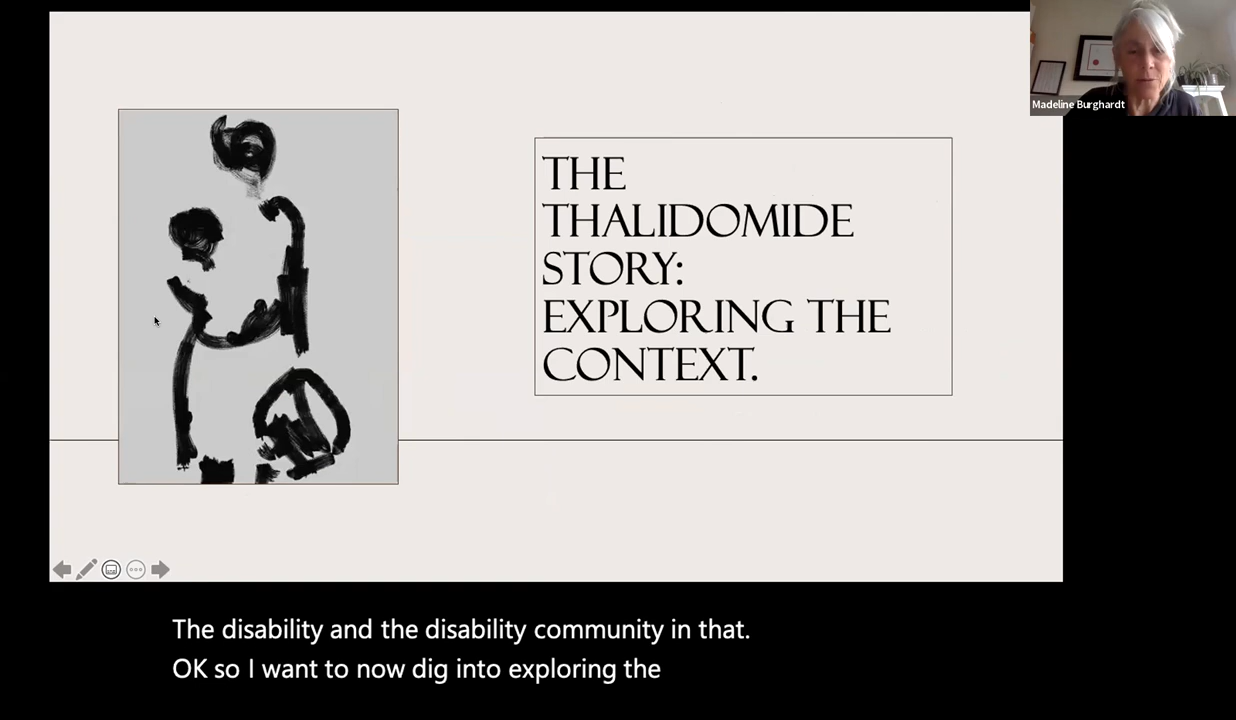 Madeline Burghardt
THE
THALIDOMIDE
STORY:
EXPLORING THE
CONTEXT.
The disability and the disability community in that.
OK so I want to now dig into exploring the